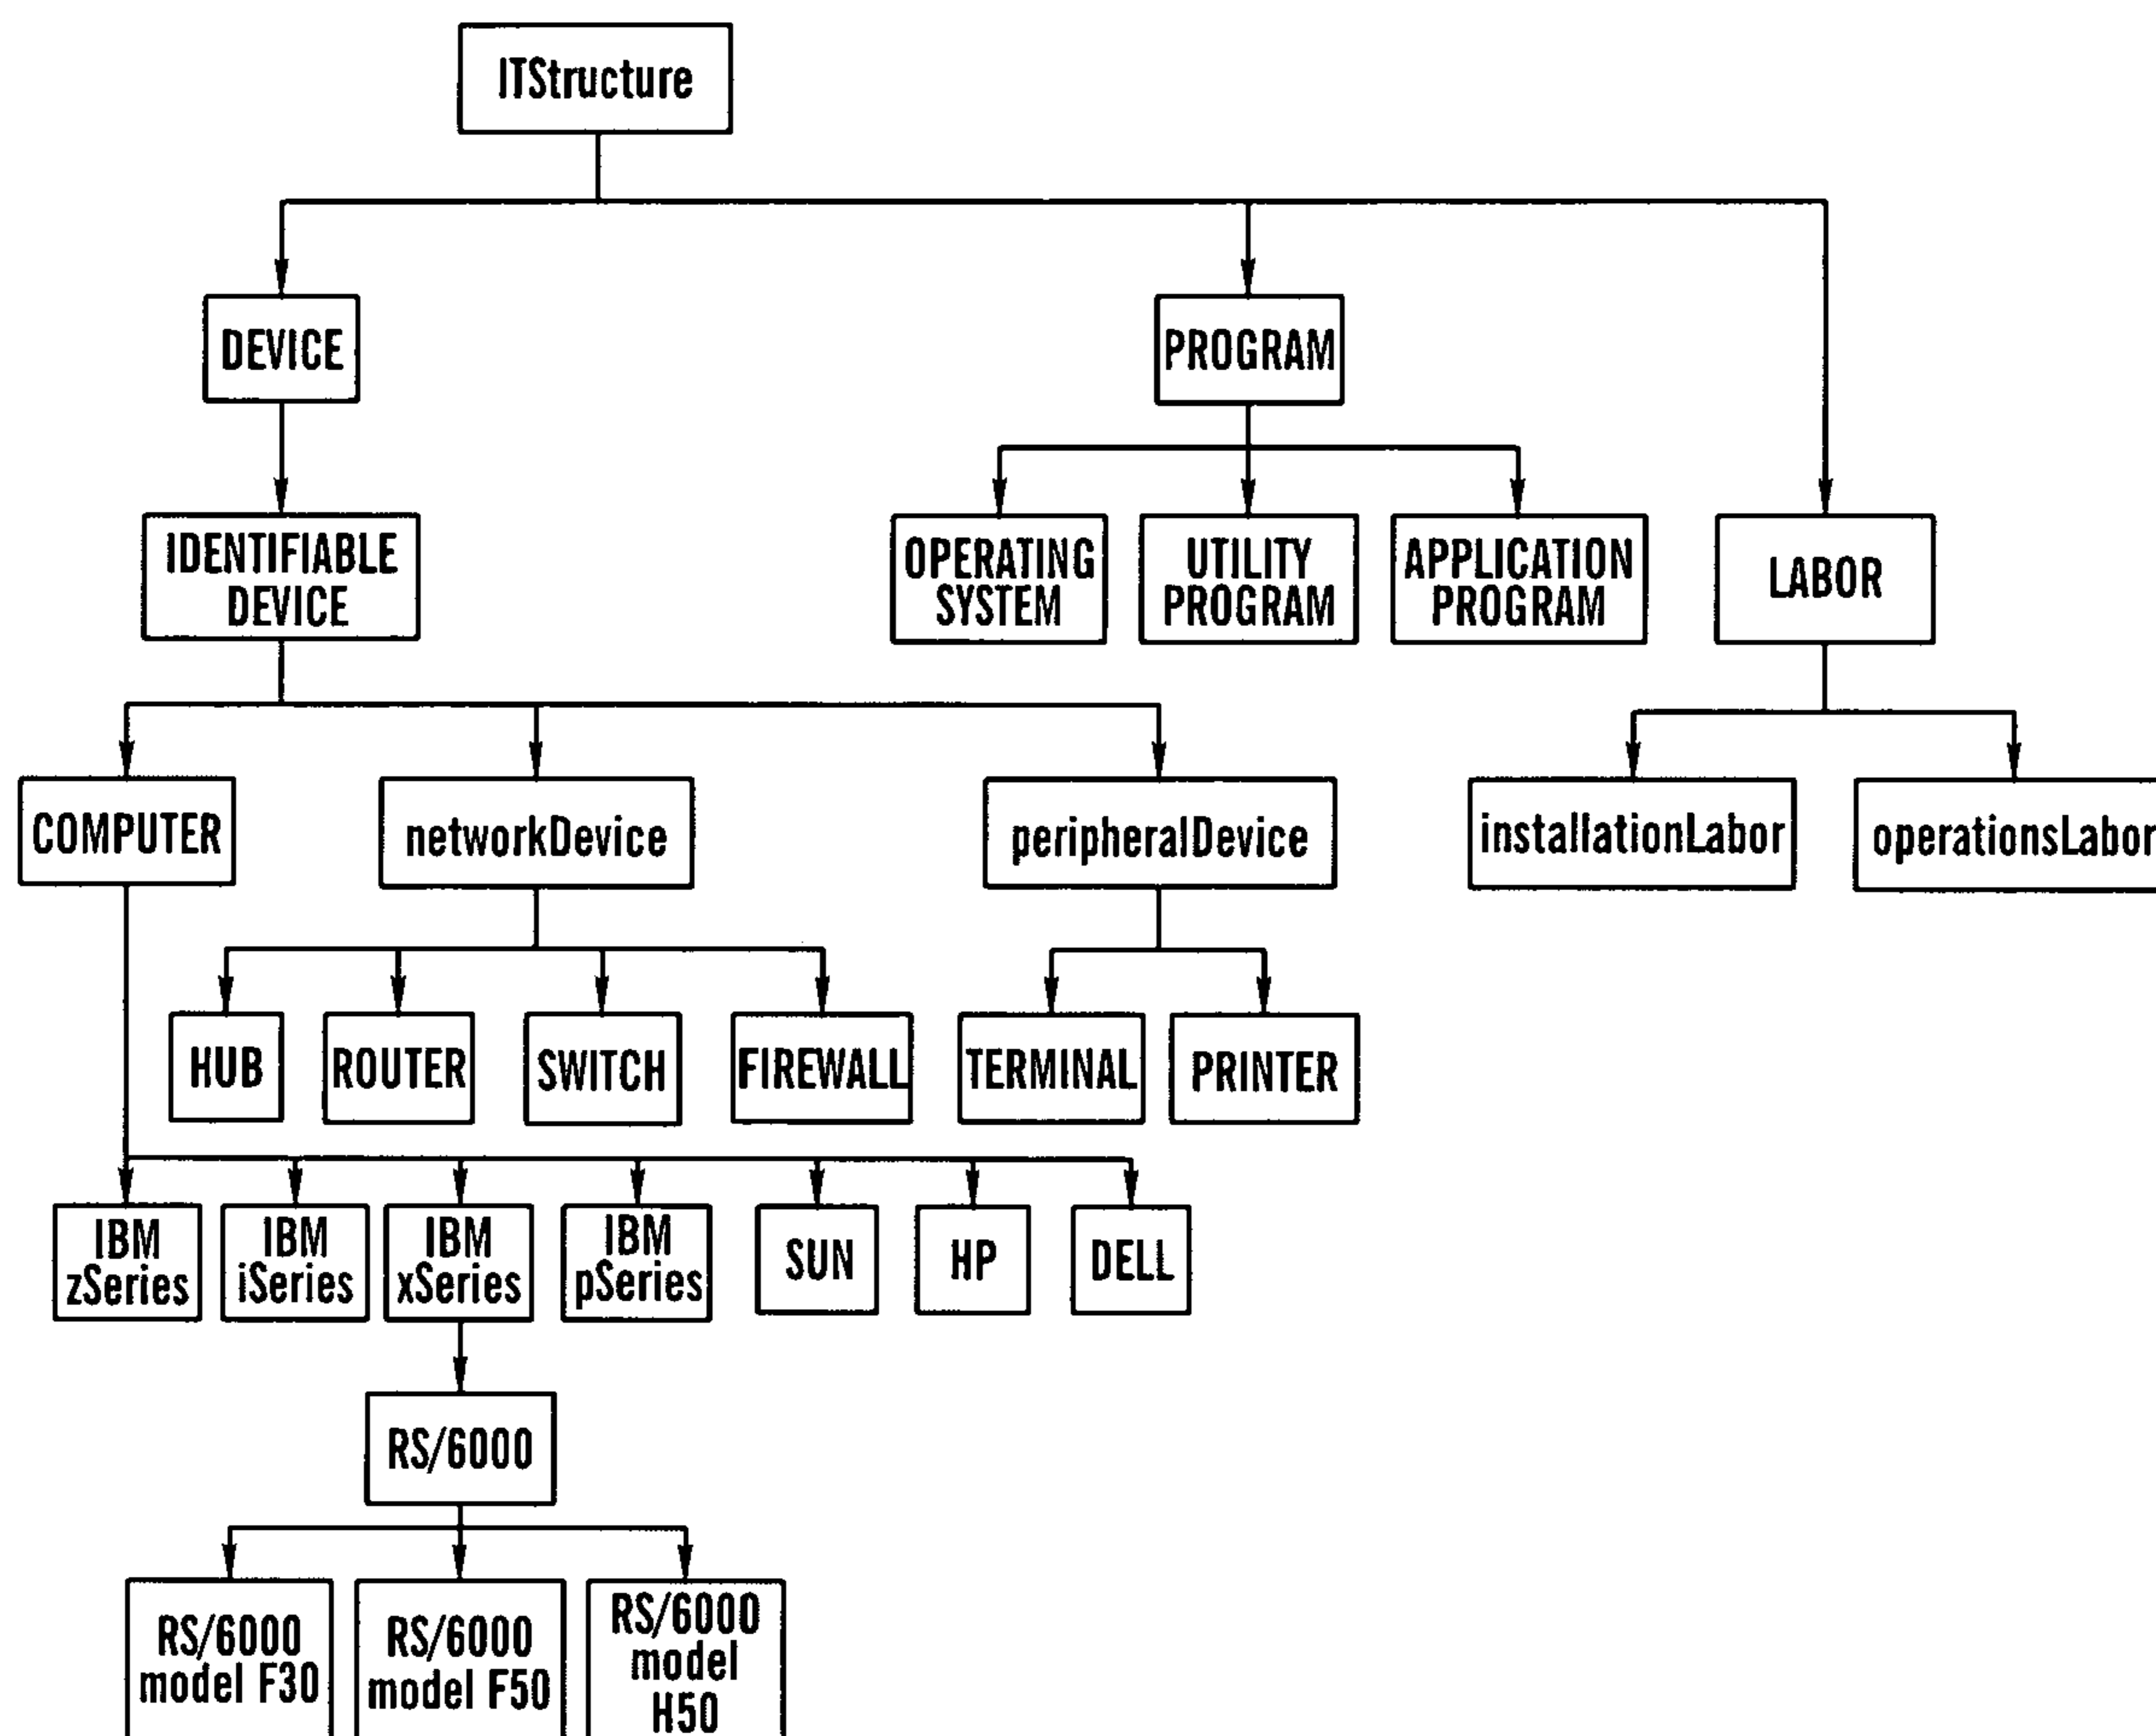 ITStructure
DEVICE
PROGRAM
IDENTIFIABLE
DEVICE
OPERATING
SYSTEM
UTILITY
PROGRAM
APPLICATION
PROGRAM
LABOR
COMPUTER
networkDevice
peripheralDevice
installationLabor
operationsLabor
HUB
ROUTER
SWITCH
FIREWALL
TERMINAL
PRINTER
IBM
zSeries
IBM
iSeries
IBM
xSeries
IBM
pSeries
SUN
HP
DELL
RS/6000
RS/6000
model F30
RS/6000
model F50
RS/6000
model
H50